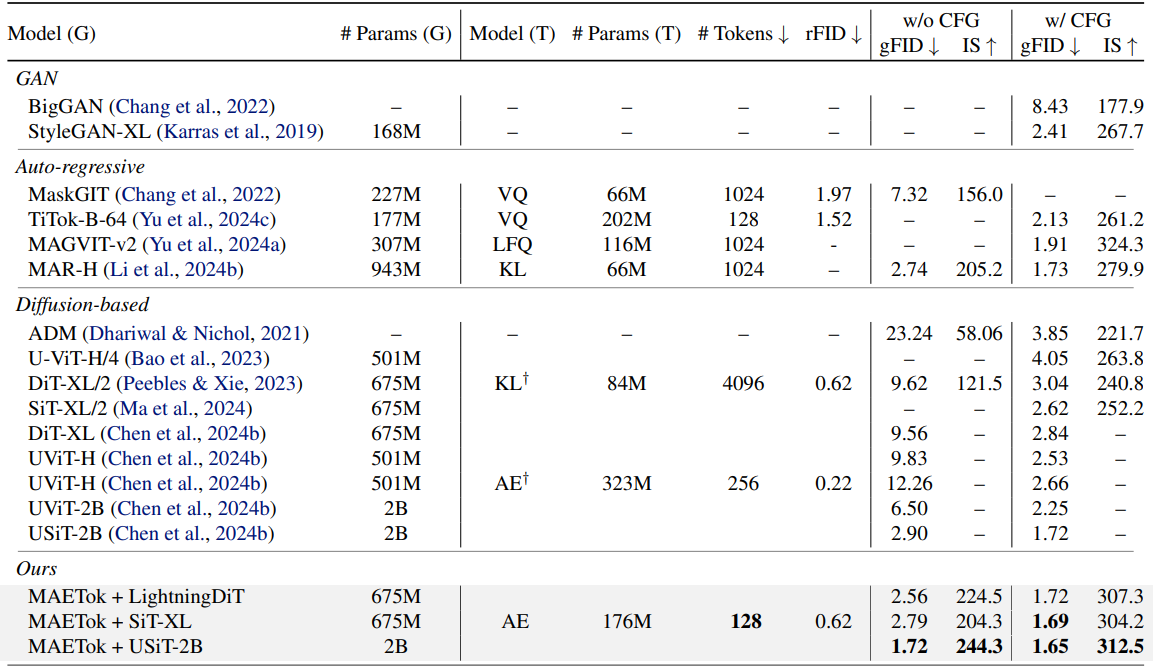 Model (G) # Params (G) Model (T) # Params (T) # Tokens ↓ rFID ↓ w/o CFG w/ CFG
gFID ↓ IS ↑ gFID ↓ IS ↑
GAN
BigGAN (Chang et al., 2022) – – – – – – – 8.43 177.9
StyleGAN-XL (Karras et al., 2019) 168M – – – – – – 2.41 267.7
Auto-regressive
MaskGIT (Chang et al., 2022) 227M VQ 66M 1024 1.97 7.32 156.0 – –
TiTok-B-64 (Yu et al., 2024c) 177M VQ 202M 128 1.52 – – 2.13 261.2
MAGVIT-v2 (Yu et al., 2024a) 307M LFQ 116M 1024 - – – 1.91 324.3
MAR-H (Li et al., 2024b) 943M KL 66M 1024 – 2.74 205.2 1.73 279.9
Diffusion-based
ADM (Dhariwal & Nichol, 2021) – – – – – 23.24 58.06 3.85 221.7
U-ViT-H/4 (Bao et al., 2023) 501M – – 4.05 263.8
DiT-XL/2 (Peebles & Xie, 2023) 675M KL† 84M 4096 0.62 9.62 121.5 3.04 240.8
SiT-XL/2 (Ma et al., 2024) 675M – – 2.62 252.2
DiT-XL (Chen et al., 2024b) 675M 9.56 – 2.84 –
UViT-H (Chen et al., 2024b) 501M 9.83 – 2.53 –
UViT-H (Chen et al., 2024b) 501M AE† 323M 256 0.22 12.26 – 2.66 –
UViT-2B (Chen et al., 2024b) 2B 6.50 – 2.25 –
USiT-2B (Chen et al., 2024b) 2B 2.90 – 1.72 –
Ours
MAETok + LightningDiT 675M 2.56 224.5 1.72 307.3
MAETok + SiT-XL 675M AE 176M 128 0.62 2.79 204.3 1.69 304.2
MAETok + USiT-2B 2B 1.72 244.3 1.65 312.5